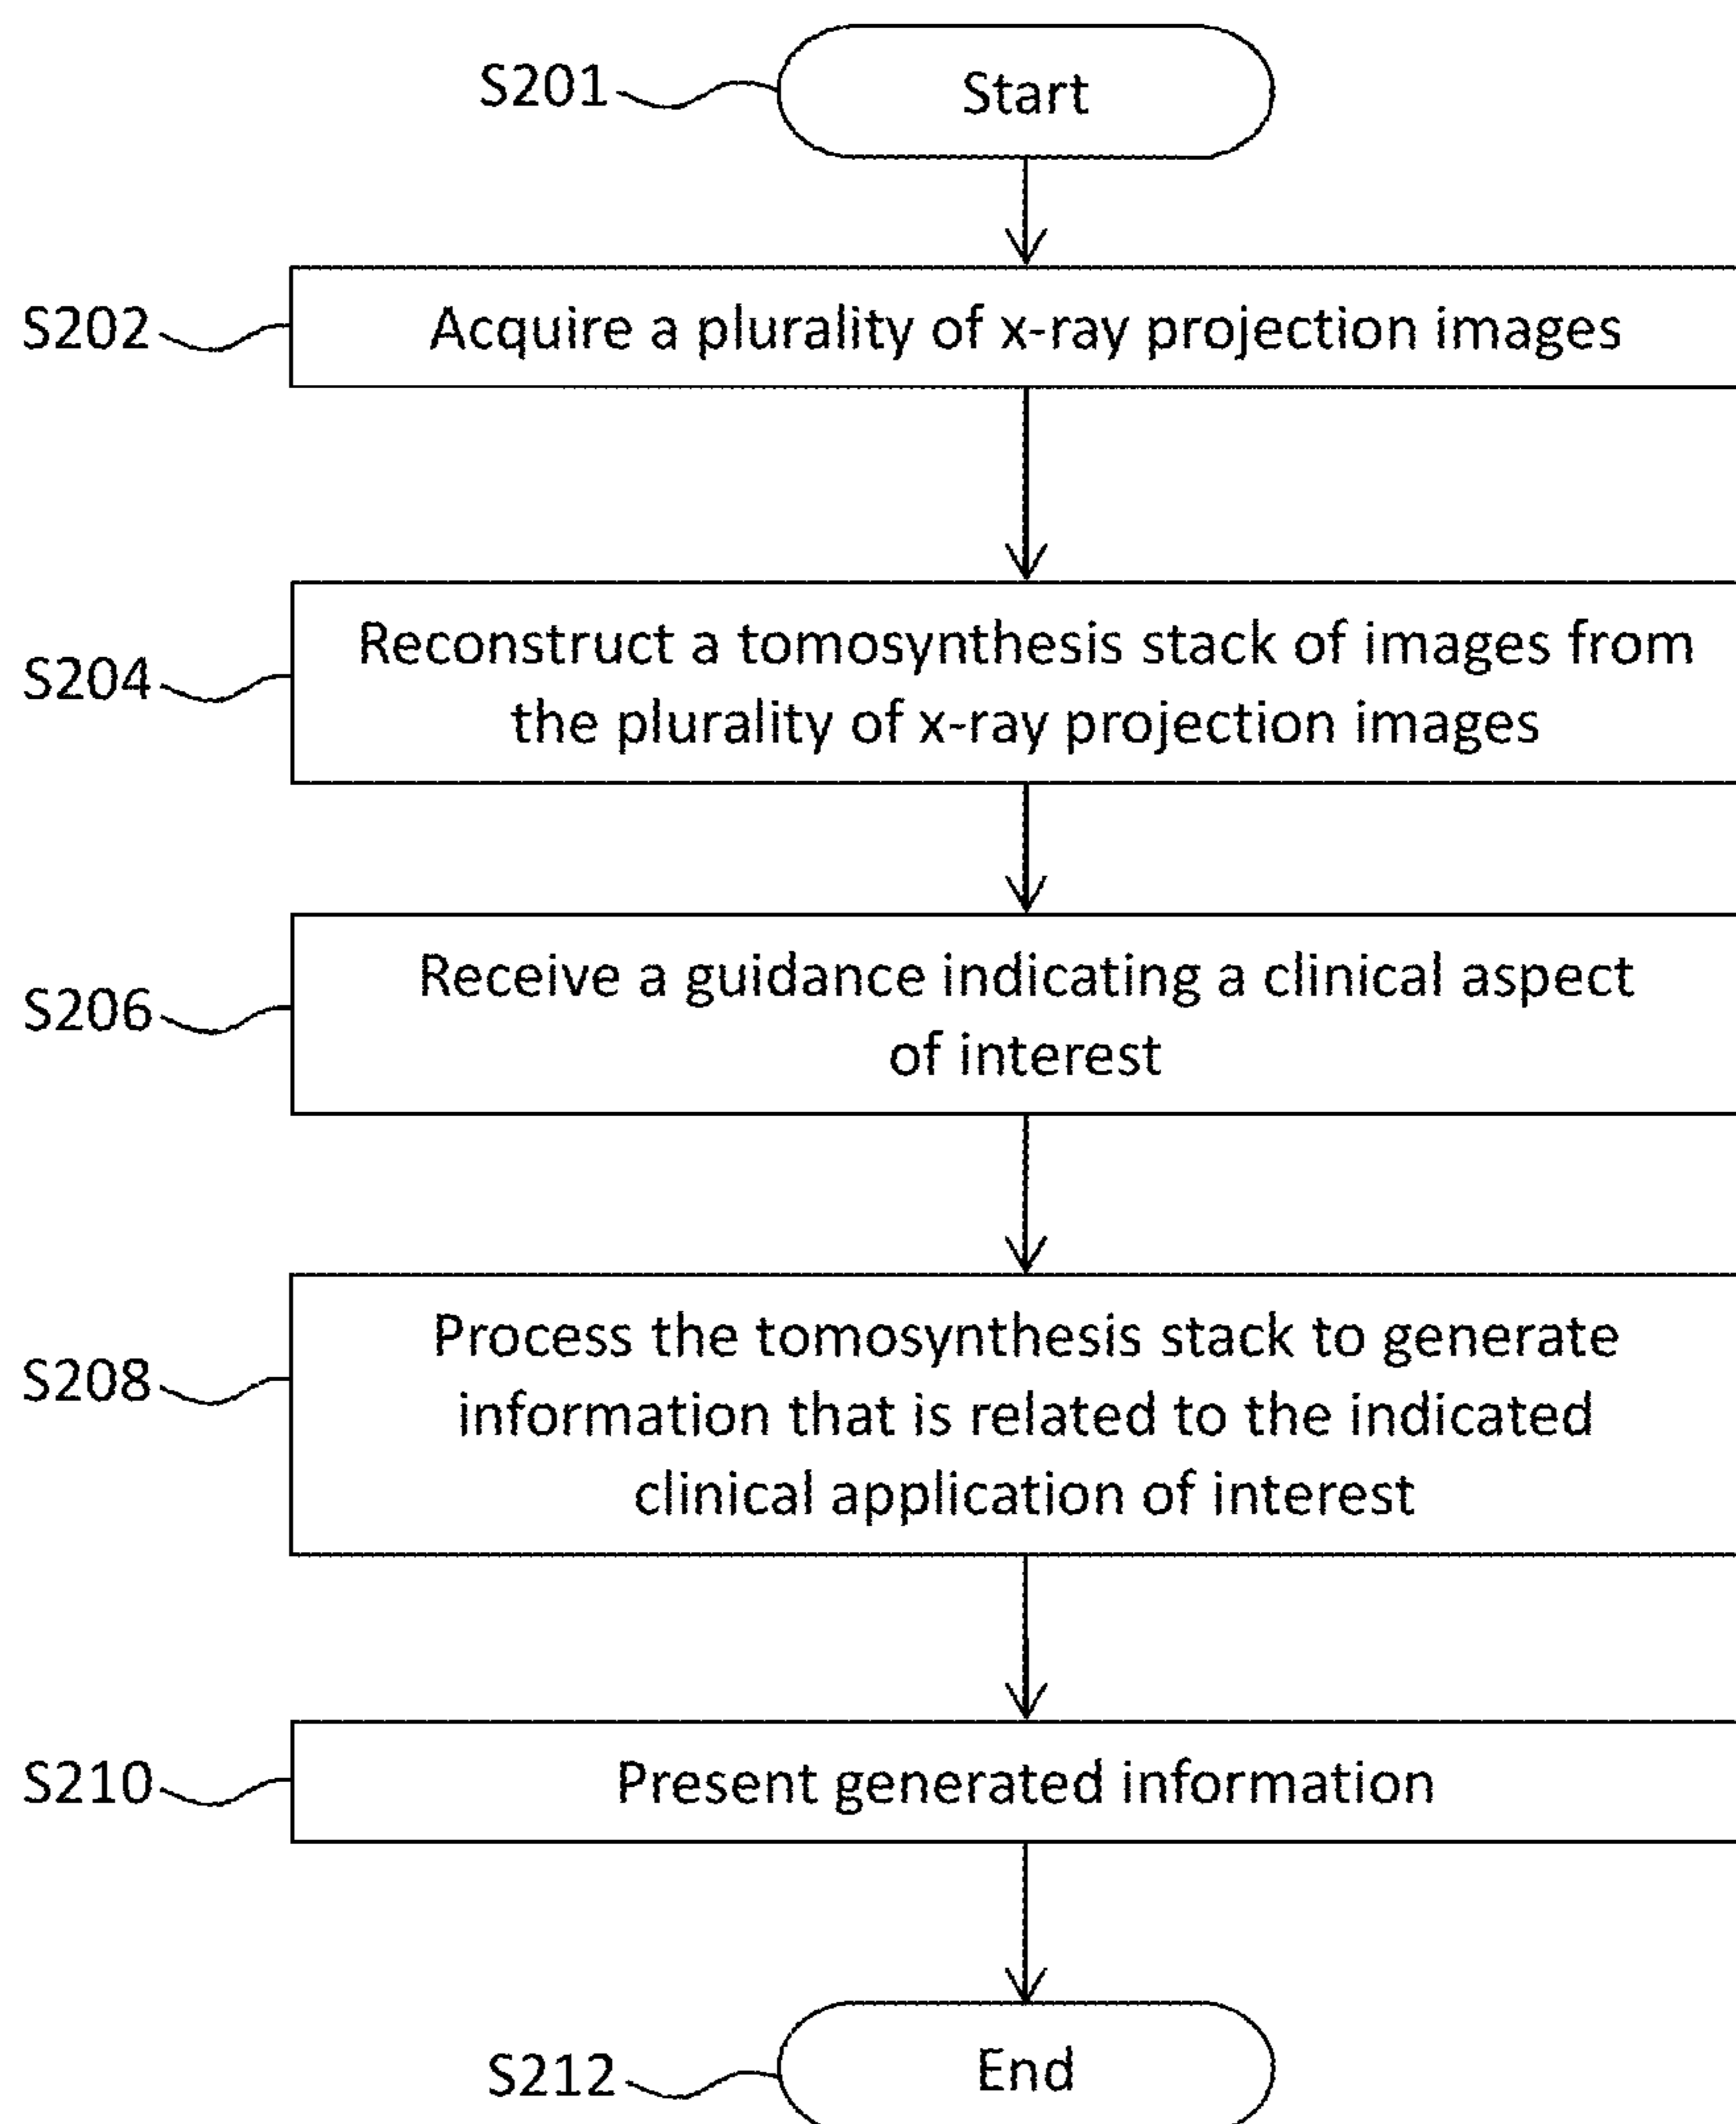 S201
Start
S202
Acquire a plurality of x-ray projection images
S204
Reconstruct a tomosynthesis stack of images from
the plurality of x-ray projection images
S206
Receive a guidance indicating a clinical aspect
of interest
S208
Process the tomosynthesis stack to generate
information that is related to the indicated
clinical application of interest
S210
Present generated information
S212
End